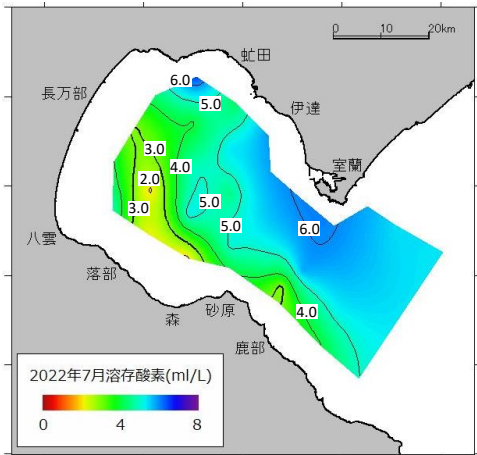 0 10 20km
虻田
6.0
長万部
5.0
伊達
3.0
4.0
室蘭
2.0
3.0
5.0
5.0
6.0
八雲
落部
4.0
砂原
森
鹿部
2022年7月溶存酸素(ml/L)
0 4 8